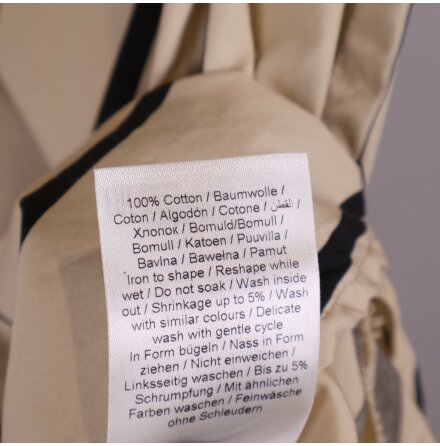 100% Cotton / Baumwolle /
Coton / Algodón / Cotone / القطن /
Хлопок / Bomuld/Bomull /
Bomull / Katoen / Puuvilla /
Bavlna / Bawełna / Pamut
Iron to shape / Reshape while
wet / Do not soak / Wash inside
out / Shrinkage up to 5% / Wash
with similar colours / Delicate
wash with gentle cycle
In Form bügeln / Nass in Form
ziehen / Nicht einweichen /
Linksseitig waschen / Bis zu 5%
Schrumpfung / Mit ähnlichen
Farben waschen / Feinwäsche
ohne Schleudern